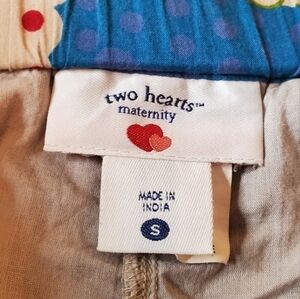 two hearts™
maternity
MADE IN
INDIA
S